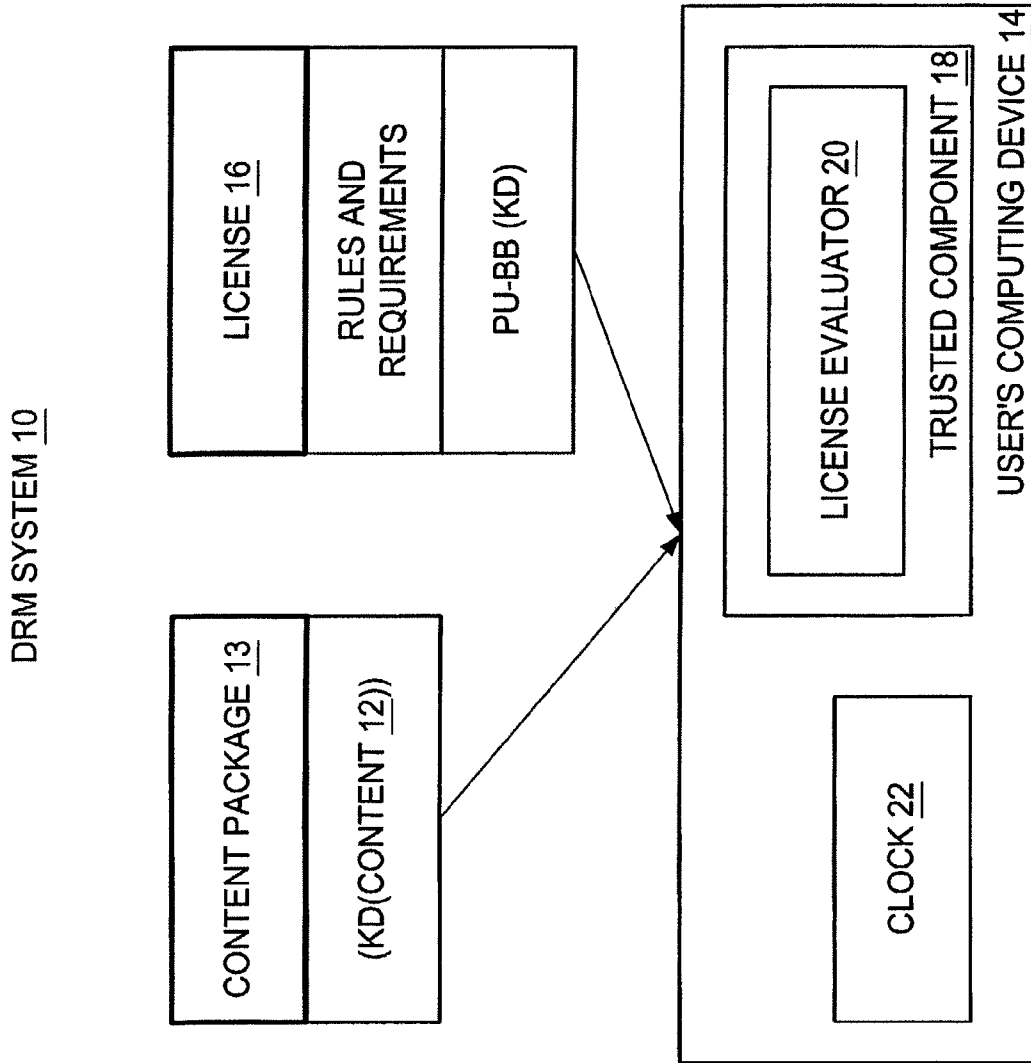 DRM SYSTEM 10
CONTENT PACKAGE 13
(KD(CONTENT 12))
LICENSE 16
RULES AND
REQUIREMENTS
PU-BB (KD)
CLOCK 22
LICENSE EVALUATOR 20
TRUSTED COMPONENT 18
USER'S COMPUTING DEVICE 14